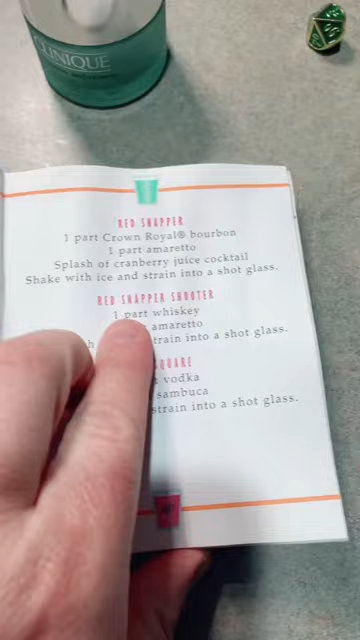 CLINIQUE
RED SNAPPER
1 part Crown Royal® bourbon
1 part amaretto
Splash of cranberry juice cocktail
Shake with ice and strain into a shot glass.
RED SNAPPER SHOOTER
1 part whiskey
amaretto
strain into a shot glass.
SQUARE
vodka
sambuca
strain into a shot glass.